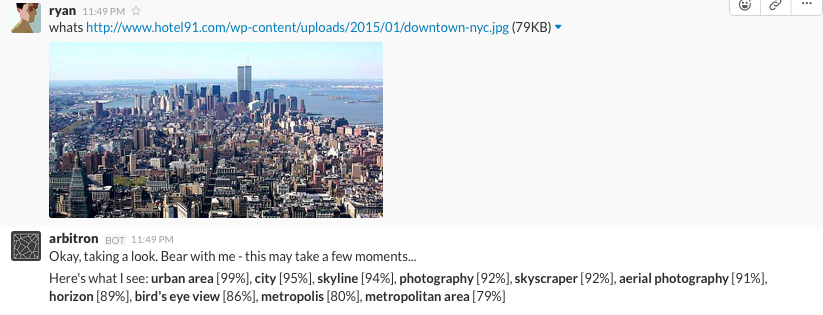 ryan 11:49 PM
whats http://www.hotel91.com/wp-content/uploads/2015/01/downtown-nyc.jpg (79KB)
arbitron BOT 11:49 PM
Okay, taking a look. Bear with me - this may take a few moments...
Here's what I see: urban area [99%], city [95%], skyline [94%], photography [92%], skyscraper [92%], aerial photography [91%],
horizon [89%], bird's eye view [86%], metropolis [80%], metropolitan area [79%]